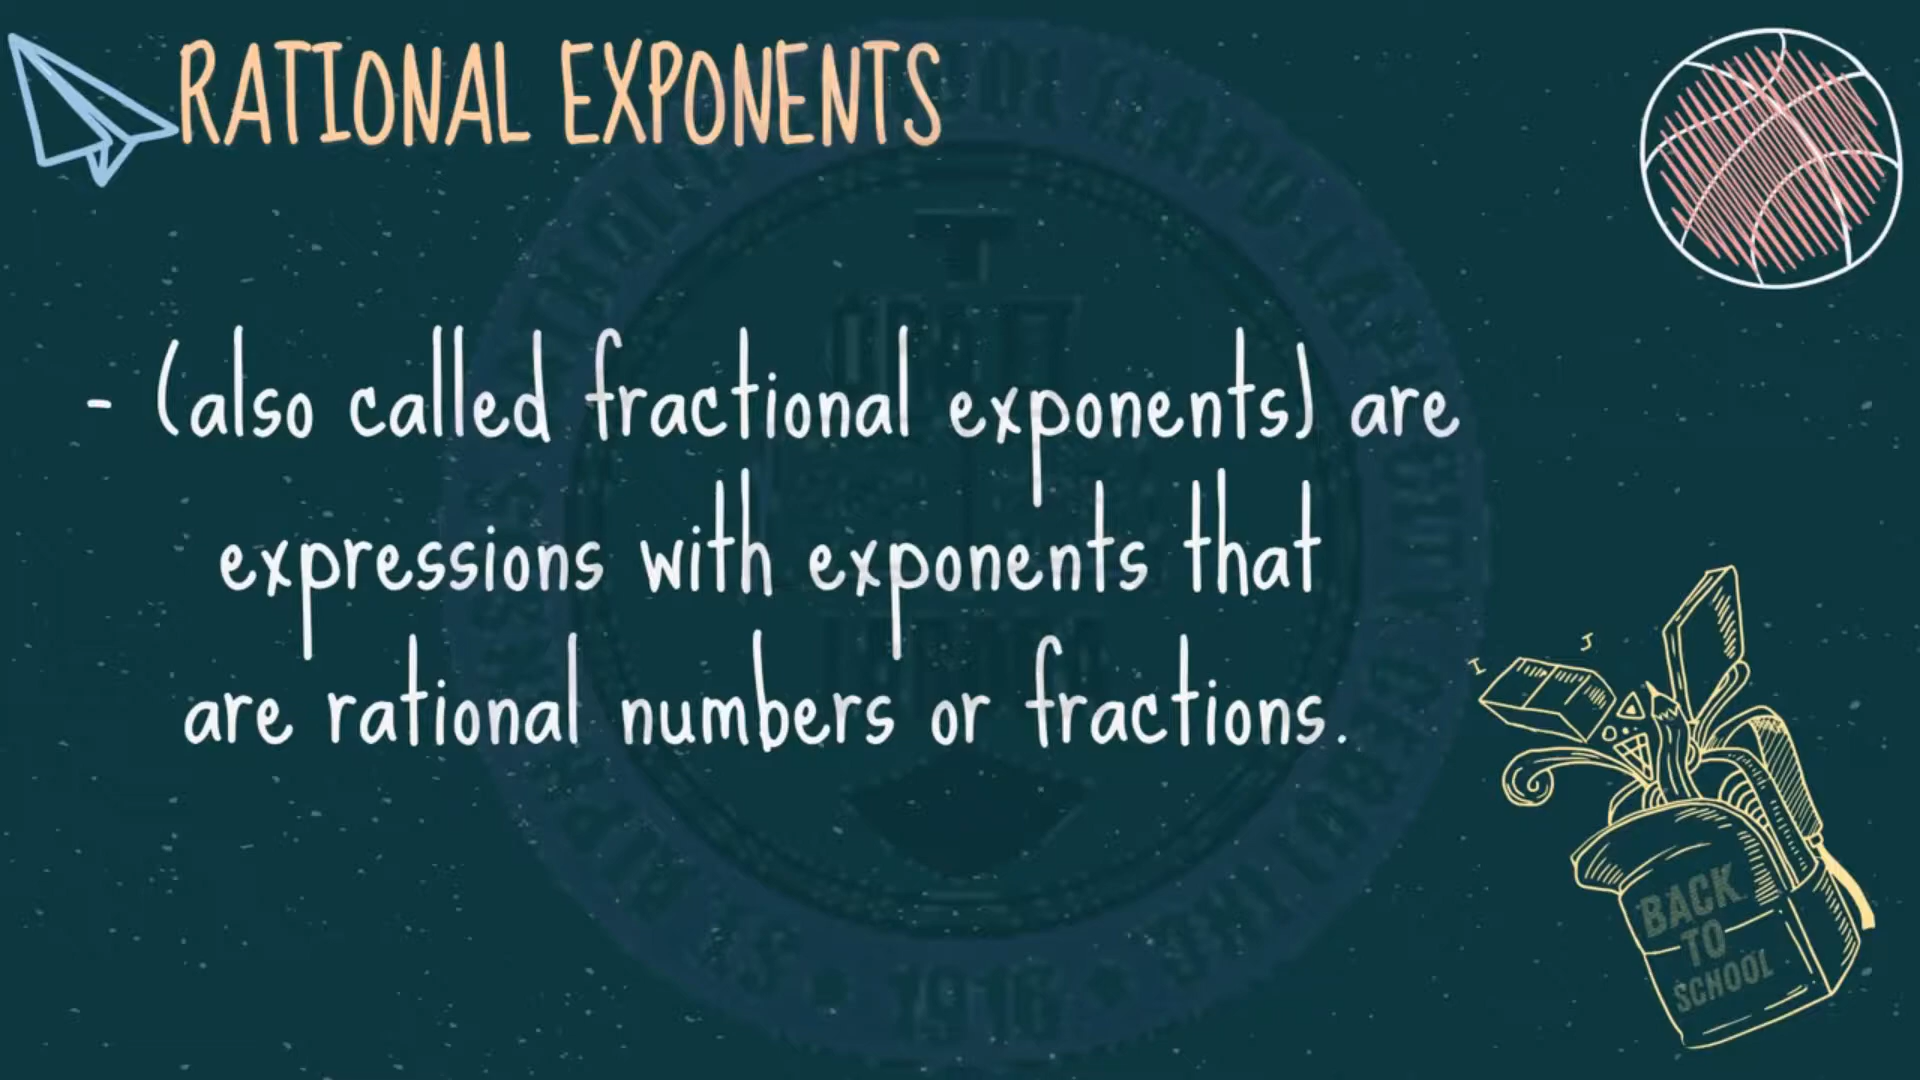 RATIONAL EXPONENTS
- (also called fractional exponents) are
expressions with exponents that
are rational numbers or fractions.
BACK
TO
SCHOOL
1918